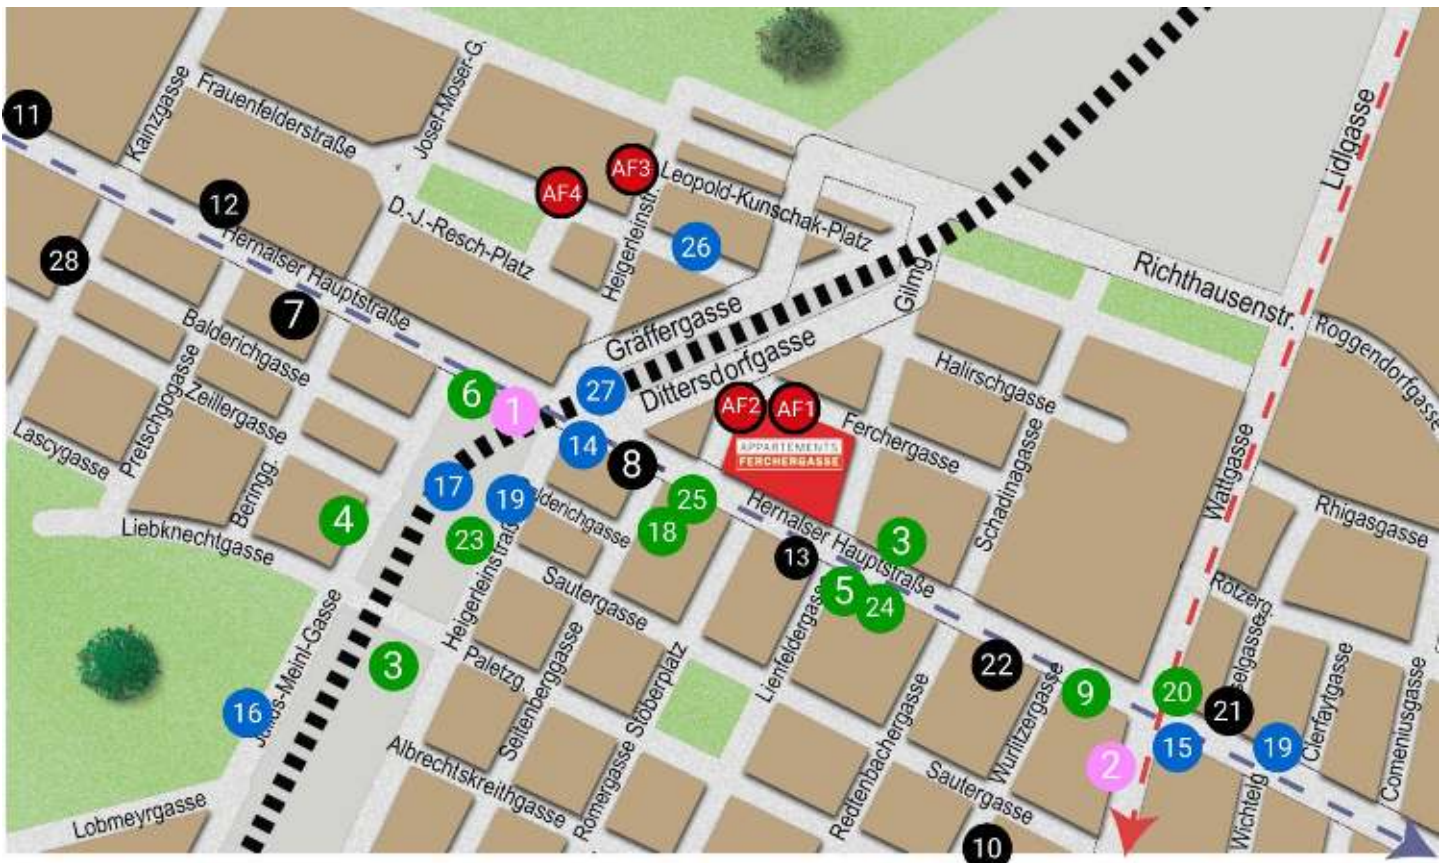 11
Kainzgasse
Frauenfelderstraße
Josef-Moser-G.
Lidlgasse
AF3
AF4
12
Hernalser Hauptstraße
D.-J.-Resch-Platz
Heigerleinstr.
Leopold-Kunschak-Platz
26
28
7
Gilmg.
Richthausenstr.
Roggendorfgasse
Balderichgasse
Zeillergasse
Pretschgogasse
Lascygasse
Gräffergasse
Dittersdorfgasse
Halirschgasse
6
1
27
AF2
AF1
Ferchergasse
APPARTEMENTS
FERCHERGASSE
14
8
Schadinagasse
Wattgasse
17
19
Beringg.
4
Liebknechtgasse
23
25
18
Hernalser Hauptstraße
3
Rhigasgasse
13
Sautergasse
5
24
Heigerleinstraße
Julius-Meinl-Gasse
3
Paletzg.
Seitenberggasse
Stöberplatz
Lienfeldergasse
22
9
20
21
Rötzerg.
Clerfaytgasse
Comeniusgasse
16
Albrechtskreithgasse
Römergasse
Redtenbachergasse
Wurlitzergasse
2
15
19
Sautergasse
10
Wichtelg
Lobmeyrgasse